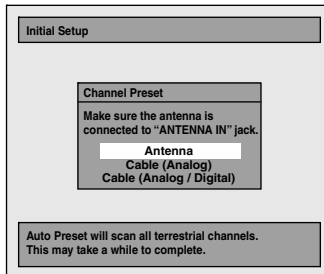 Initial Setup
Channel Preset
Make sure the antenna is
connected to “ANTENNA IN” jack.
Antenna
Cable (Analog)
Cable (Analog / Digital)
Auto Preset will scan all terrestrial channels.
This may take a while to complete.